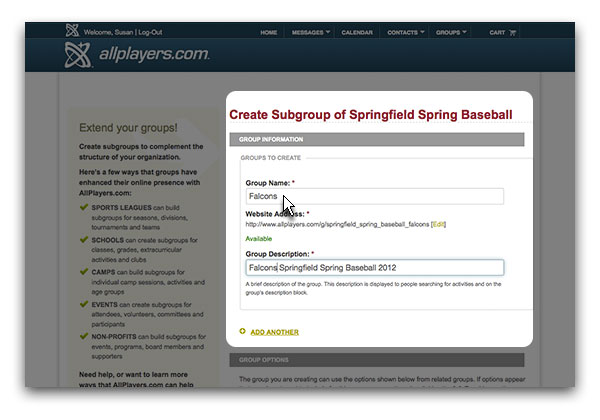 Welcome, Susan | Log-Out
HOME
MESSAGES
CALENDAR
CONTACTS
GROUPS
CART
allplayers.com
Extend your groups!
Create subgroups to complement the
structure of your organization.
Here's a few ways that groups
have enhanced their online presence with
AllPlayers.com:
SPORTS LEAGUES can build
subgroups for seasons, divisions,
tournaments and teams
SCHOOLS can create subgroups for
classes, grades, extracurricular
activities and clubs
CAMPS can build subgroups for
individual camp sessions, activities and
age groups
EVENTS can create subgroups for
attendees, volunteers, committees and
participants
NON-PROFITS can build subgroups for
events, programs, board members and
supporters
Need help, or want to learn more
ways that AllPlayers.com can help
Create Subgroup of Springfield Spring Baseball
GROUP INFORMATION
GROUPS TO CREATE
Group Name: *
Falcons
Website Address: *
http://www.allplayers.com/g/springfield_spring_baseball_falcons [Edit]
Available
Group Description: *
Falcons Springfield Spring Baseball 2012
A brief description of the group. This description is displayed to people searching for activities and on the
group's description block.
ADD ANOTHER
GROUP OPTIONS
The group you are creating can use the options shown below from related groups. If options appear